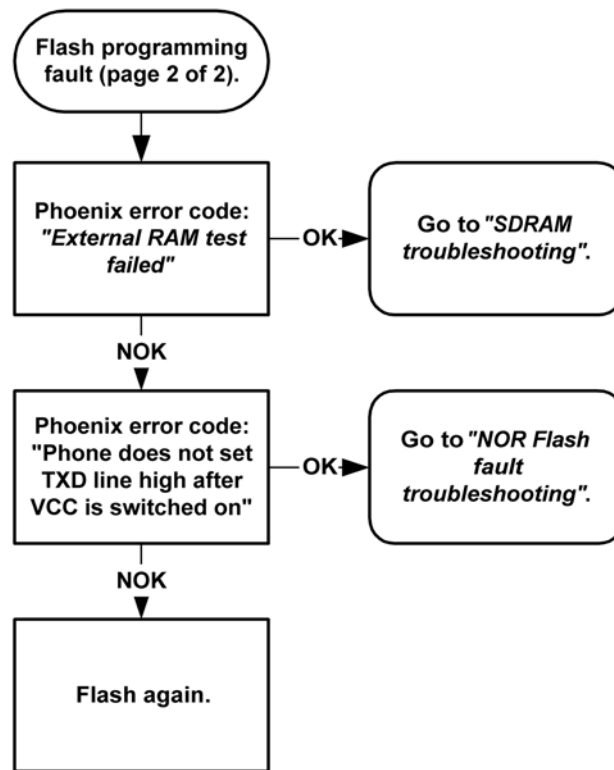 Flash programming
fault (page 2 of 2).
Phoenix error code:
"External RAM test
failed"
OK
Go to "SDRAM
troubleshooting".
NOK
Phoenix error code:
"Phone does not set
TXD line high after
VCC is switched on"
OK
Go to "NOR Flash
fault
troubleshooting".
NOK
Flash again.